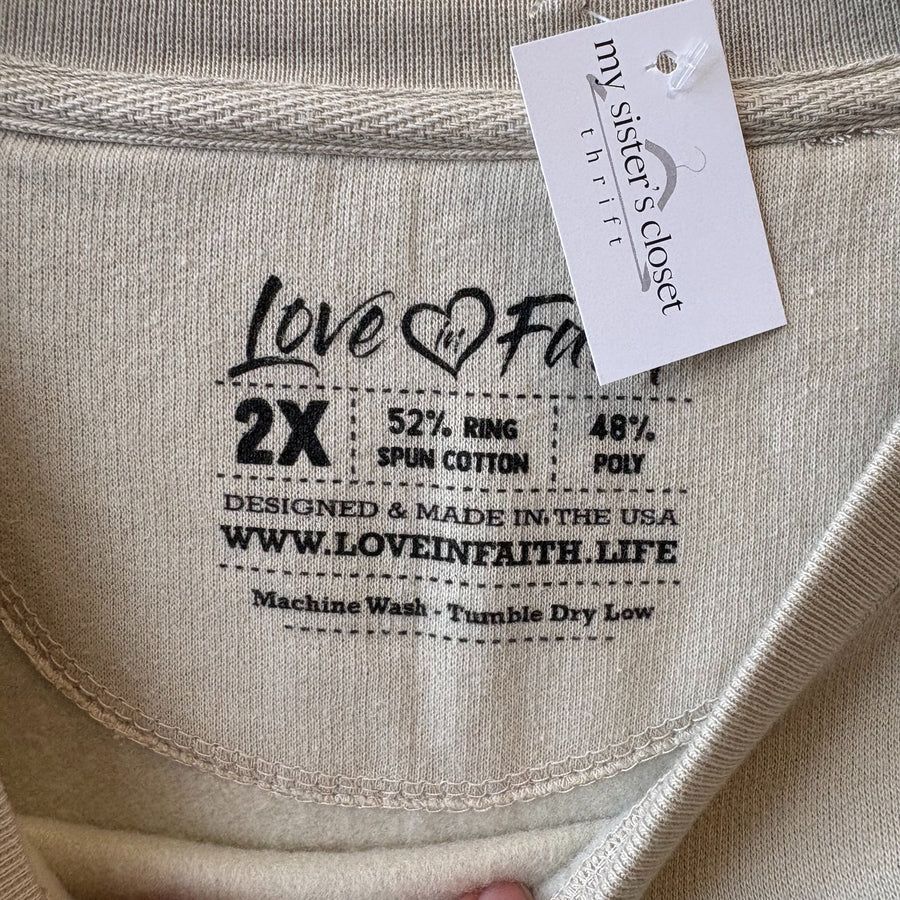 my sister's closet
thrift
Love in
2X
52% RING
SPUN COTTON
48%
POLY
DESIGNED & MADE IN THE USA
WWW.LOVEINFAITH.LIFE
Machine Wash - Tumble Dry Low